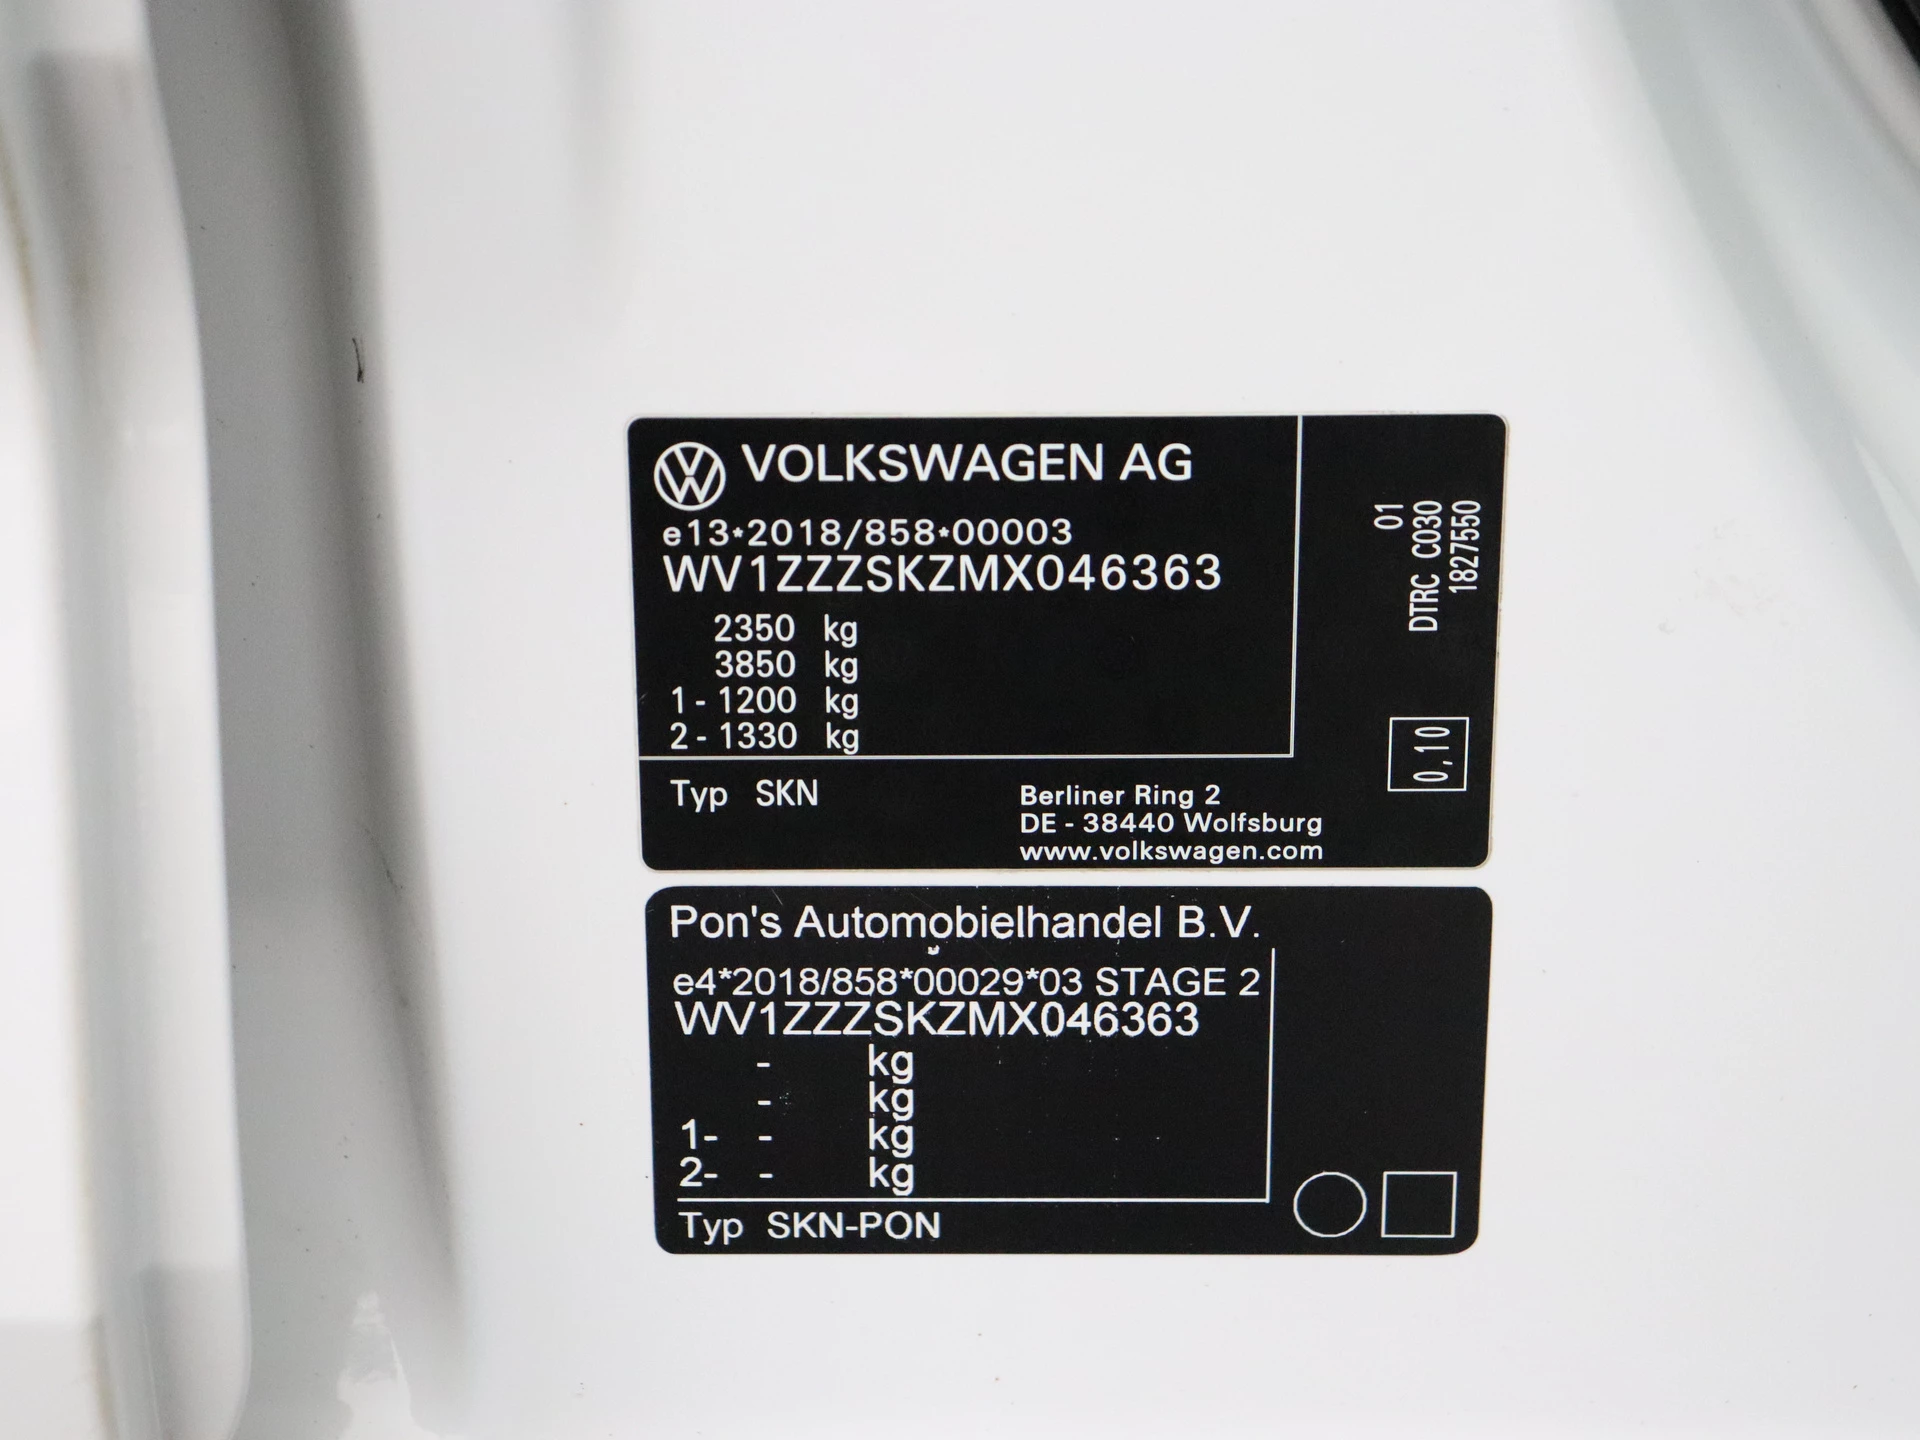 VOLKSWAGEN AG
e13*2018/858*00003
WV1ZZZSKZMX046363
2350 kg
3850 kg
1 - 1200 kg
2 - 1330 kg
Typ SKN
Berliner Ring 2
DE - 38440 Wolfsburg
www.volkswagen.com
01
DTRC C030
1827550
0,10
Pon's Automobielhandel B.V.
e4*2018/858*00029*03 STAGE 2
WV1ZZZSKZMX046363
- kg
- kg
1- - kg
2- - kg
Typ SKN-PON